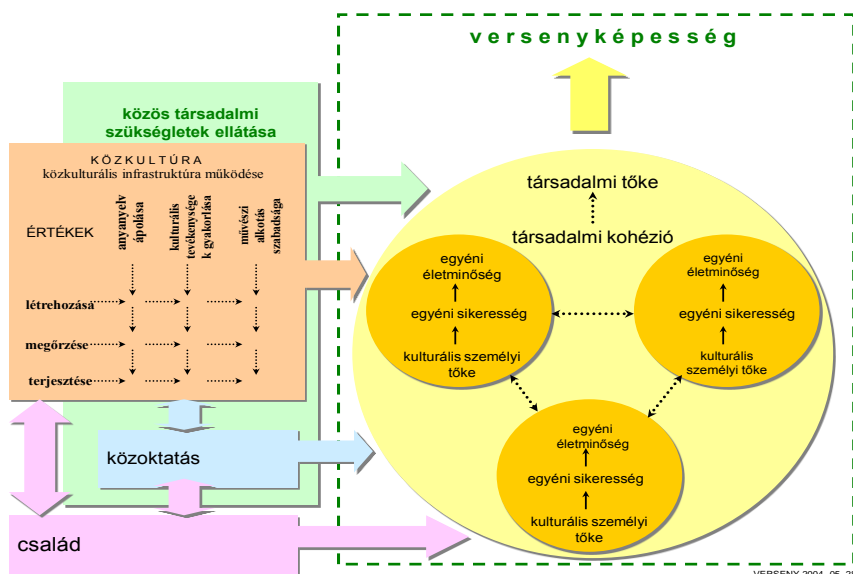 versenyképesség
közös társadalmi
szükségletek ellátása
KÖZKULTÚRA
közkulturális infrastruktúra működése
ÉRTÉKEK
anyanyelv
ápolása
kulturális
tevékenysége
k gyakorlása
művészi
alkotás
szabadsága
létrehozása
megőrzése
terjesztése
közoktatás
család
társadalmi tőke
társadalmi kohézió
egyéni
életminőség
egyéni sikeresség
kulturális személyi
tőke
egyéni
életminőség
egyéni sikeresség
kulturális
személyi tőke
egyéni
életminőség
egyéni sikeresség
kulturális személyi
tőke